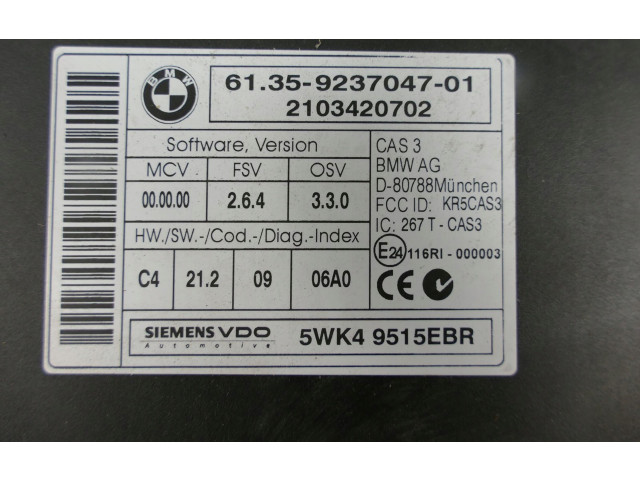 BMW
61.35-9237047-01
2103420702
Software, Version
MCV FSV OSV
00.00.00 2.6.4 3.3.0
HW./SW.-/Cod.-/Diag.-Index
C4 21.2 09 06A0
CAS 3
BMW AG
D-80788München
FCC ID: KR5CAS3
IC: 267 T - CAS3
E24 116RI - 000003
CE
SIEMENS VDO
Automotive
5WK4 9515EBR